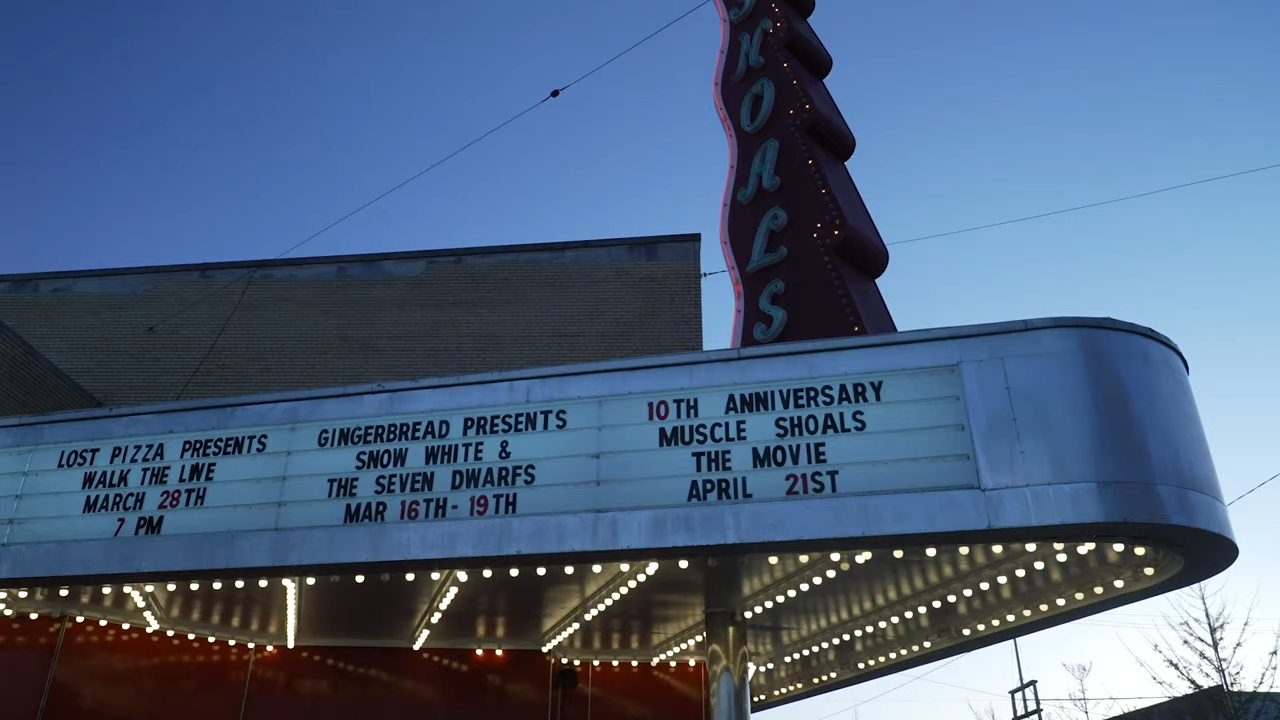 SHOALS
LOST PIZZA PRESENTS
WALK THE LINE
MARCH 28TH
7 PM
GINGERBREAD PRESENTS
SNOW WHITE &
THE SEVEN DWARFS
MAR 16TH- 19TH
10TH ANNIVERSARY
MUSCLE SHOALS
THE MOVIE
APRIL 21ST